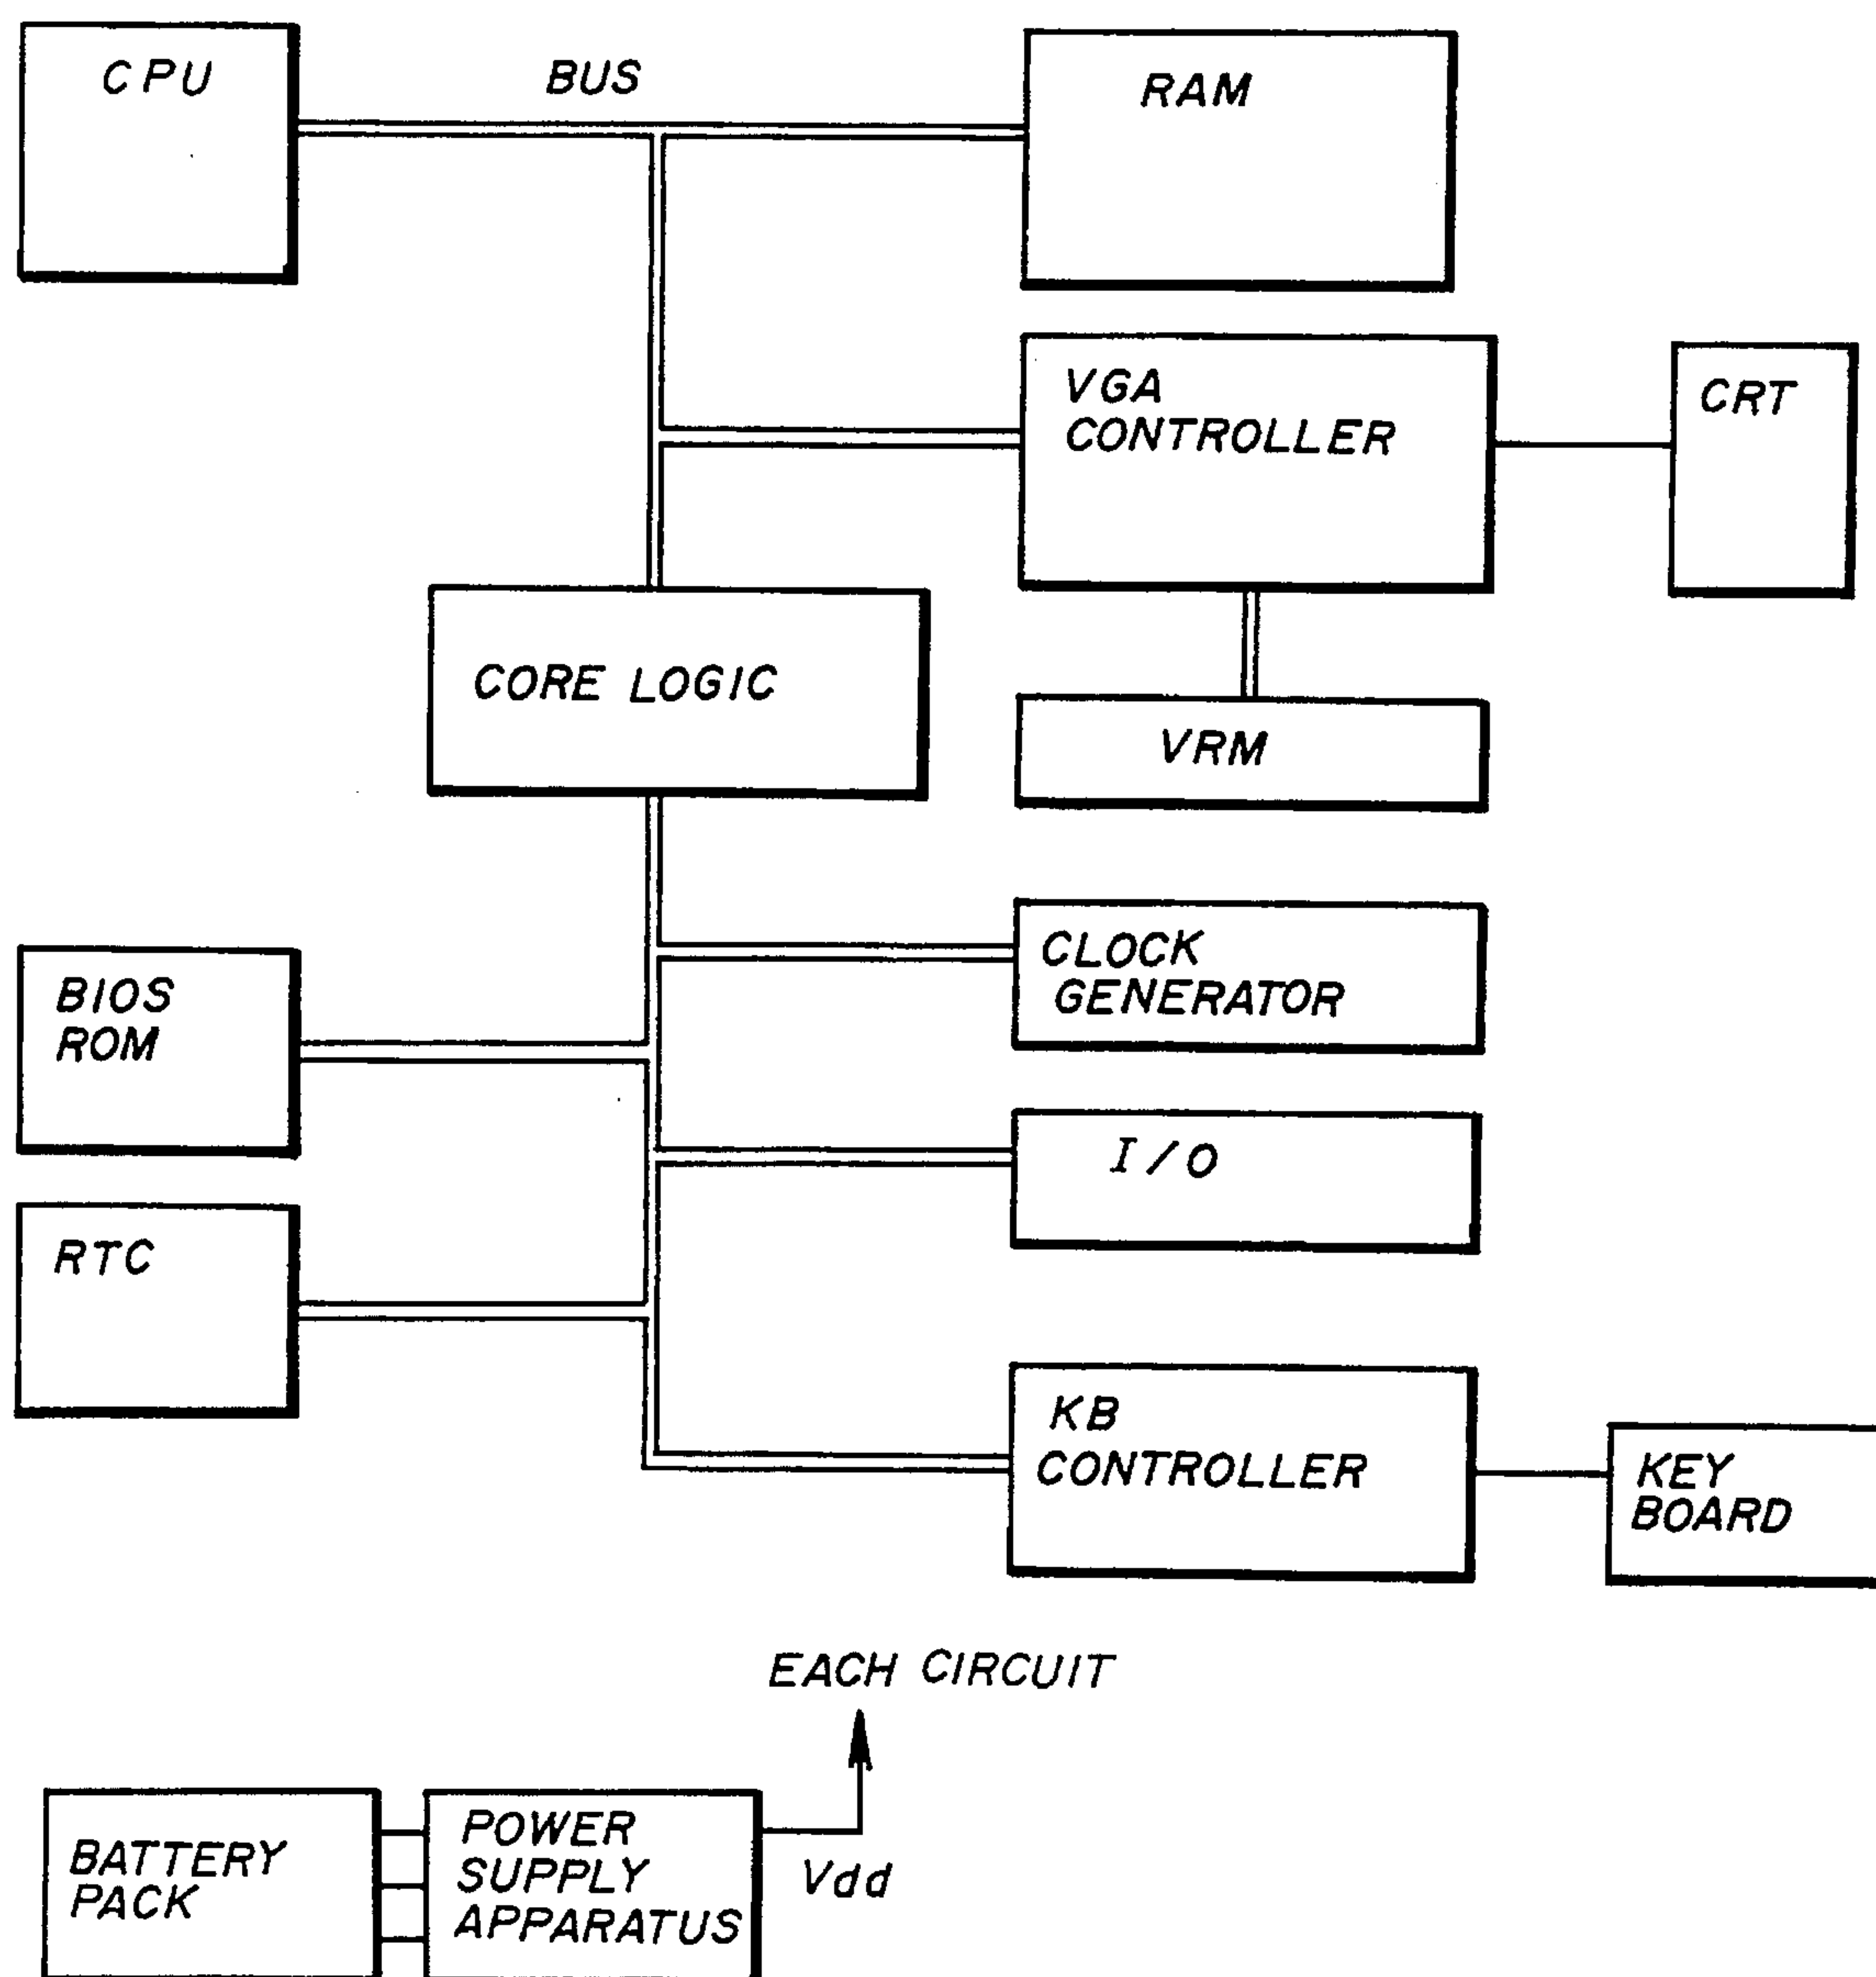 CPU
BUS
RAM
VGA
CONTROLLER
CRT
CORE LOGIC
VRM
CLOCK
GENERATOR
BIOS
ROM
I/O
RTC
KB
CONTROLLER
KEY
BOARD
EACH CIRCUIT
BATTERY
PACK
POWER
SUPPLY
APPARATUS
Vdd